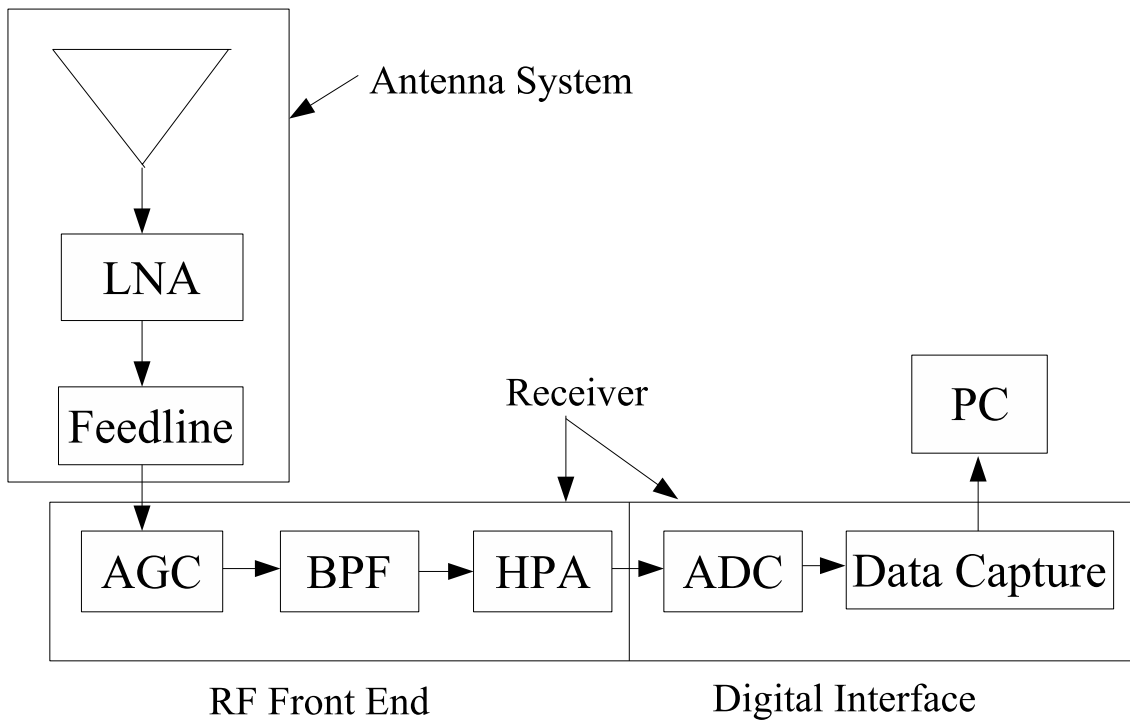 Antenna System
LNA
Feedline
Receiver
PC
AGC
BPF
HPA
ADC
Data Capture
RF Front End
Digital Interface